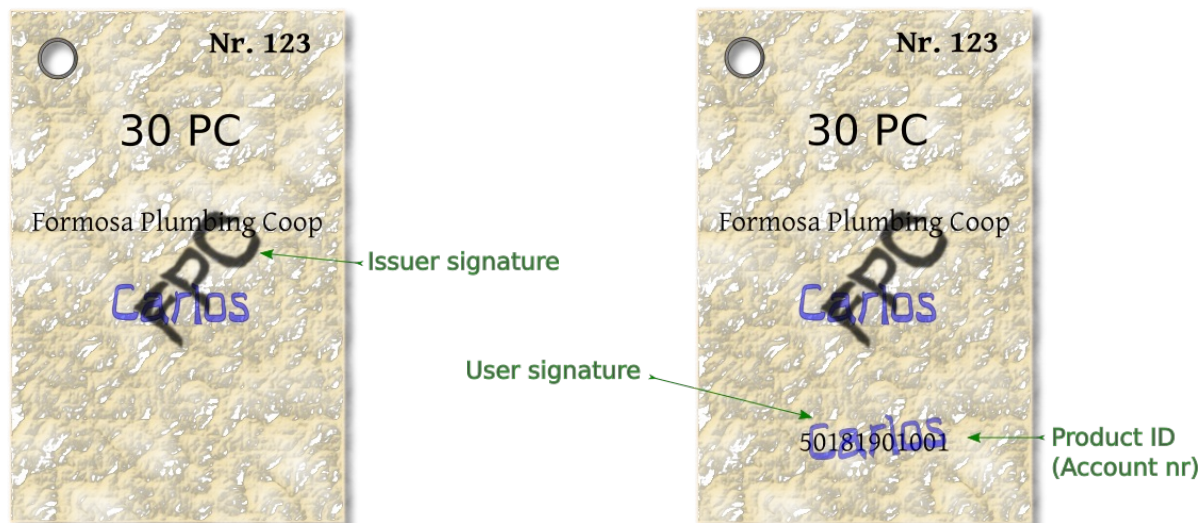 Nr. 123
30 PC
Formosa Plumbing Coop
FPC
Carlos
Issuer signature
Nr. 123
30 PC
Formosa Plumbing Coop
FPC
Carlos
User signature
Carlos
50181901001
Product ID
(Account nr)